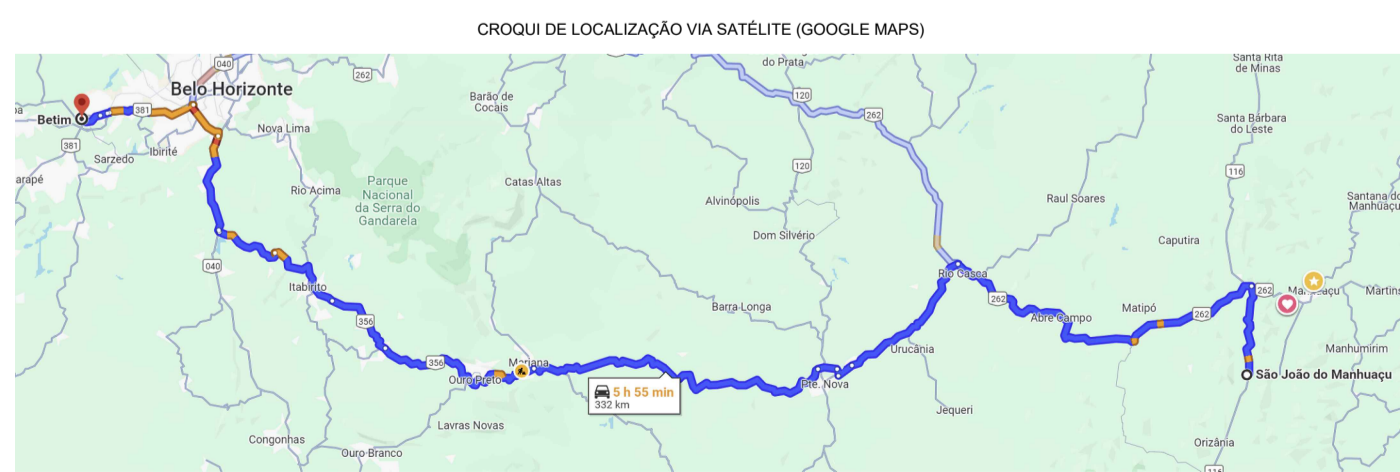 CROQUI DE LOCALIZAÇÃO VIA SATÉLITE (GOOGLE MAPS)
040
262
do Prata
Santa Rita
de Minas
Belo Horizonte
Barão de
Cocais
120
262
Betim
381
Nova Lima
Santa Bárbara
do Leste
381
Sarzedo
Ibirité
arapé
Rio Acima
Parque
Nacional
da Serra do
Gandarela
Catas Altas
120
116
Alvinópolis
Raul Soares
Santana do
Manhuaçu
Dom Silvério
Caputira
040
Itabirito
Rio Casca
262
262
Martins
Barra Longa
Matipó
262
Abre Campo
356
356
Mariana
Urucânia
Manhumirim
Ouro Preto
Pte. Nova
São João do Manhuaçu
5 h 55 min
332 km
Jequeri
Lavras Novas
Congonhas
Ouro Branco
Orizânia
116